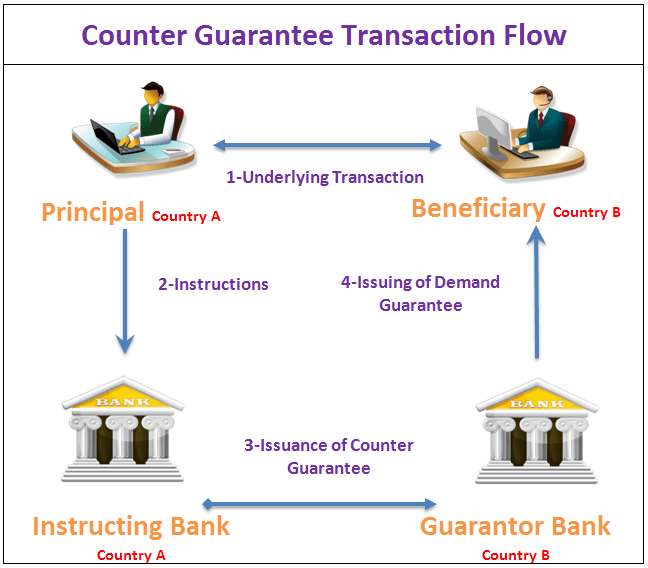 Counter Guarantee Transaction Flow
1-Underlying Transaction
Principal Country A
Beneficiary Country B
2-Instructions
4-Issuing of Demand
Guarantee
BANK
BANK
3-Issuance of Counter
Guarantee
Instructing Bank
Country A
Guarantor Bank
Country B